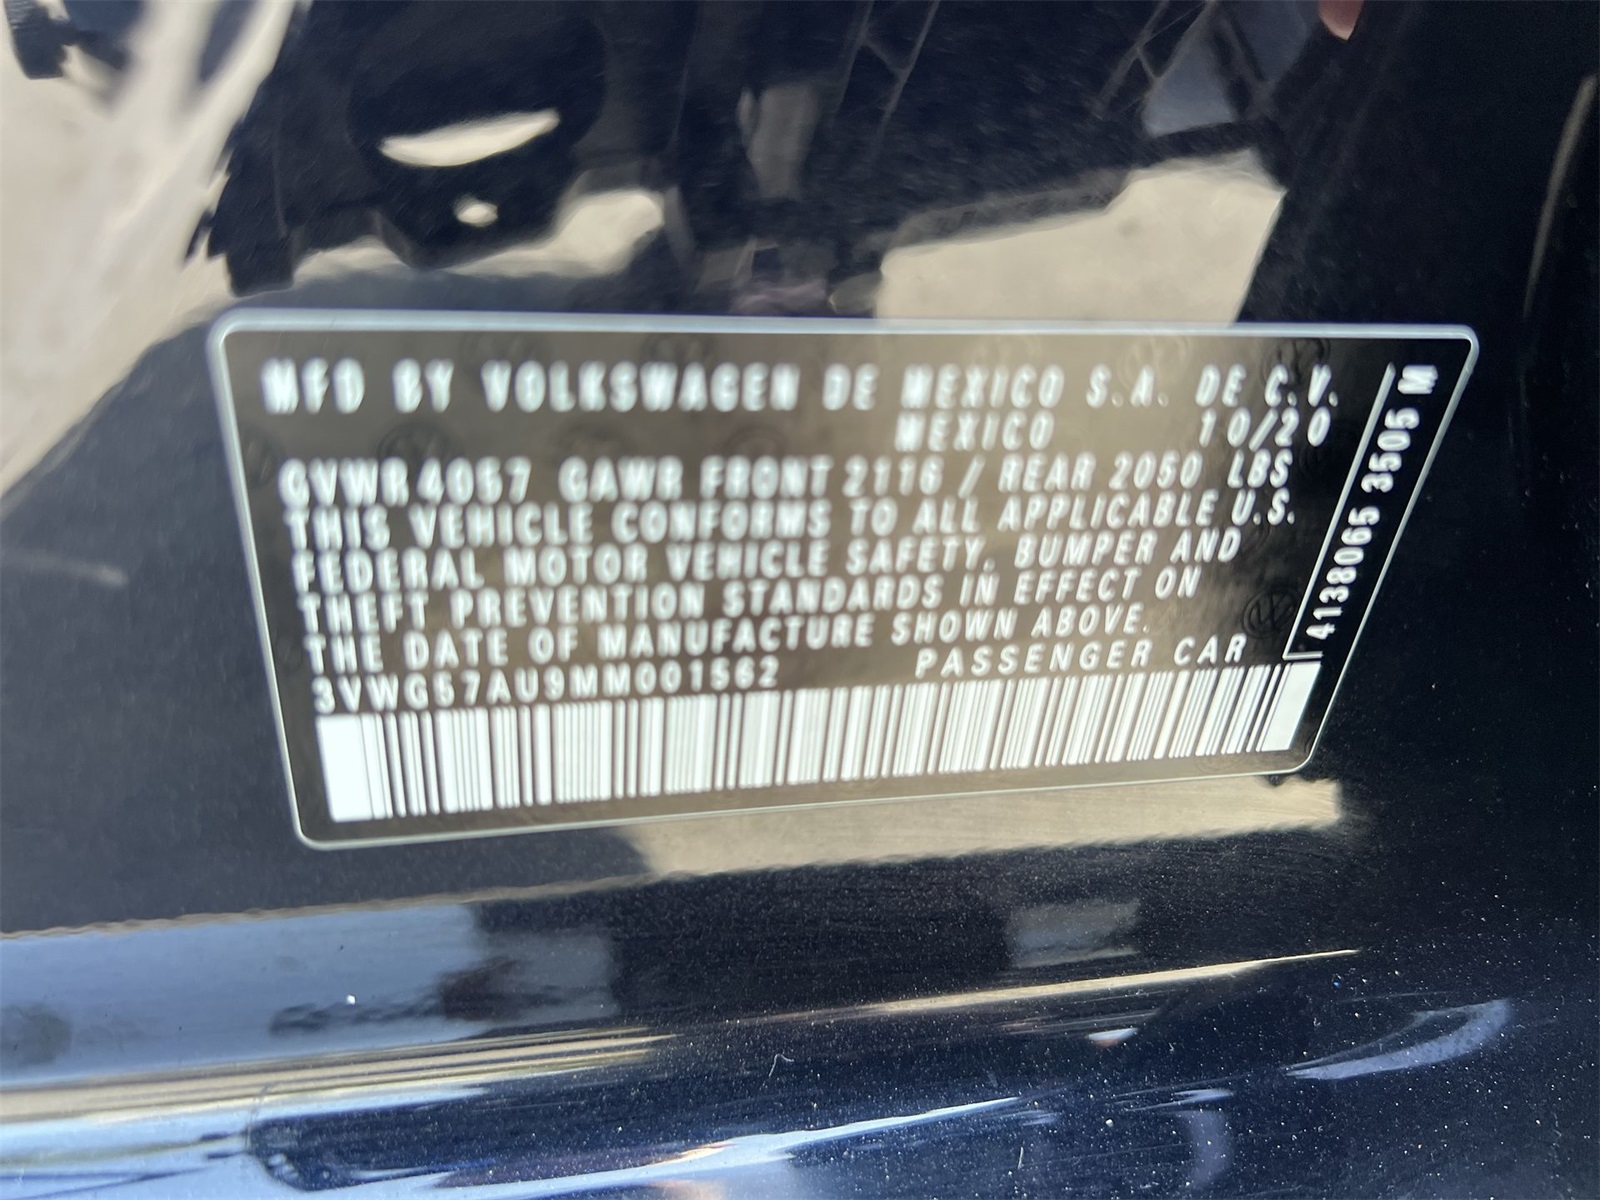 MFD BY VOLKSWAGEN DE MEXICO S.A. DE C.V.
MEXICO 10/20
GVWR 4057 GAWR FRONT 2116 / REAR 2050 LBS
THIS VEHICLE CONFORMS TO ALL APPLICABLE U.S.
FEDERAL MOTOR VEHICLE SAFETY, BUMPER AND
THEFT PREVENTION STANDARDS IN EFFECT ON
THE DATE OF MANUFACTURE SHOWN ABOVE.
3VWG57AU9MM001562 PASSENGER CAR
4138065 3505 M